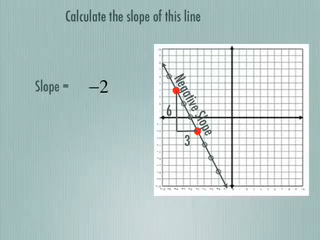 Calculate the slope of this line
Slope = −2
Negative Slope
6
3